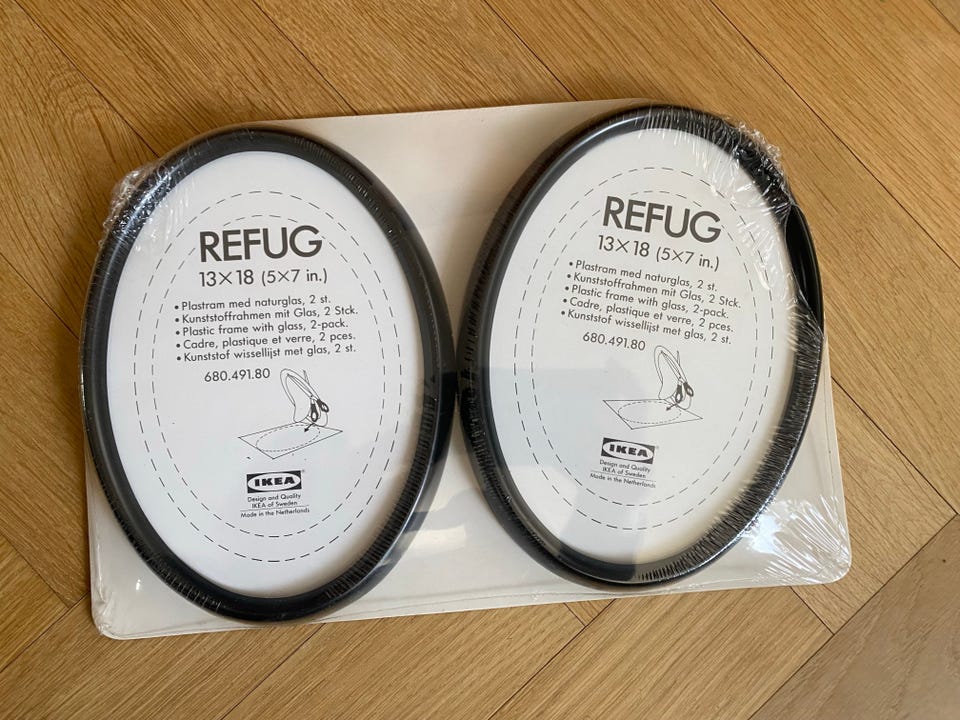 REFUG
13×18 (5×7 in.)
• Plastram med naturglas, 2 st.
• Kunststoffrahmen mit Glas, 2 Stck.
• Plastic frame with glass, 2-pack.
• Cadre, plastique et verre, 2 pces.
• Kunststof wissellijst met glas, 2 st.
680.491.80
IKEA®
Design and Quality
IKEA of Sweden
Made in the Netherlands
REFUG
13×18 (5×7 in.)
• Plastram med naturglas, 2 st.
• Kunststoffrahmen mit Glas, 2 Stck.
• Plastic frame with glass, 2-pack.
• Cadre, plastique et verre, 2 pces.
• Kunststof wissellijst met glas, 2 st.
680.491.80
IKEA
Design and Quality
IKEA of Sweden
Made in the Netherlands